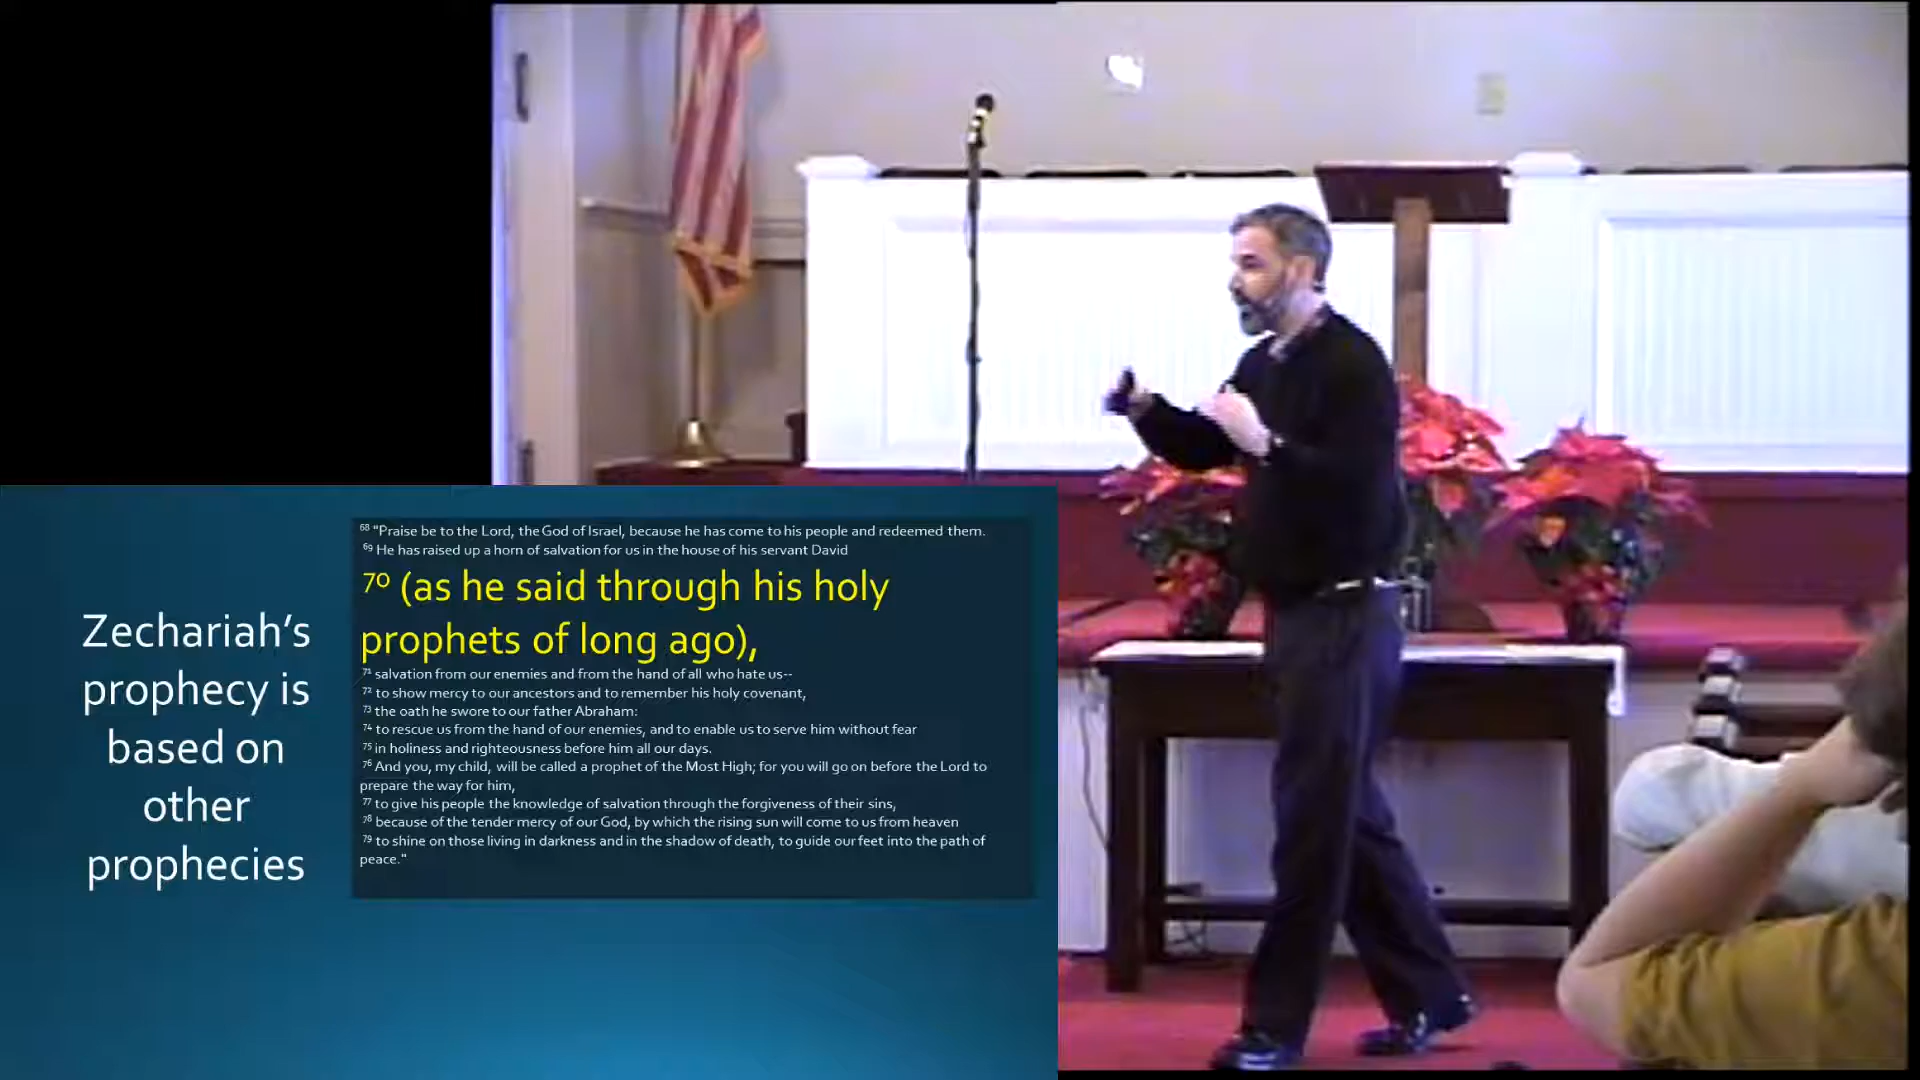 Zechariah’s
prophecy is
based on
other
prophecies
68 "Praise be to the Lord, the God of Israel, because he has come to his people and redeemed them.
69 He has raised up a horn of salvation for us in the house of his servant David
70 (as he said through his holy
prophets of long ago),
71 salvation from our enemies and from the hand of all who hate us--
72 to show mercy to our ancestors and to remember his holy covenant,
73 the oath he swore to our father Abraham:
74 to rescue us from the hand of our enemies, and to enable us to serve him without fear
75 in holiness and righteousness before him all our days.
76 And you, my child, will be called a prophet of the Most High; for you will go on before the Lord to
prepare the way for him,
77 to give his people the knowledge of salvation through the forgiveness of their sins,
78 because of the tender mercy of our God, by which the rising sun will come to us from heaven
79 to shine on those living in darkness and in the shadow of death, to guide our feet into the path of
peace."